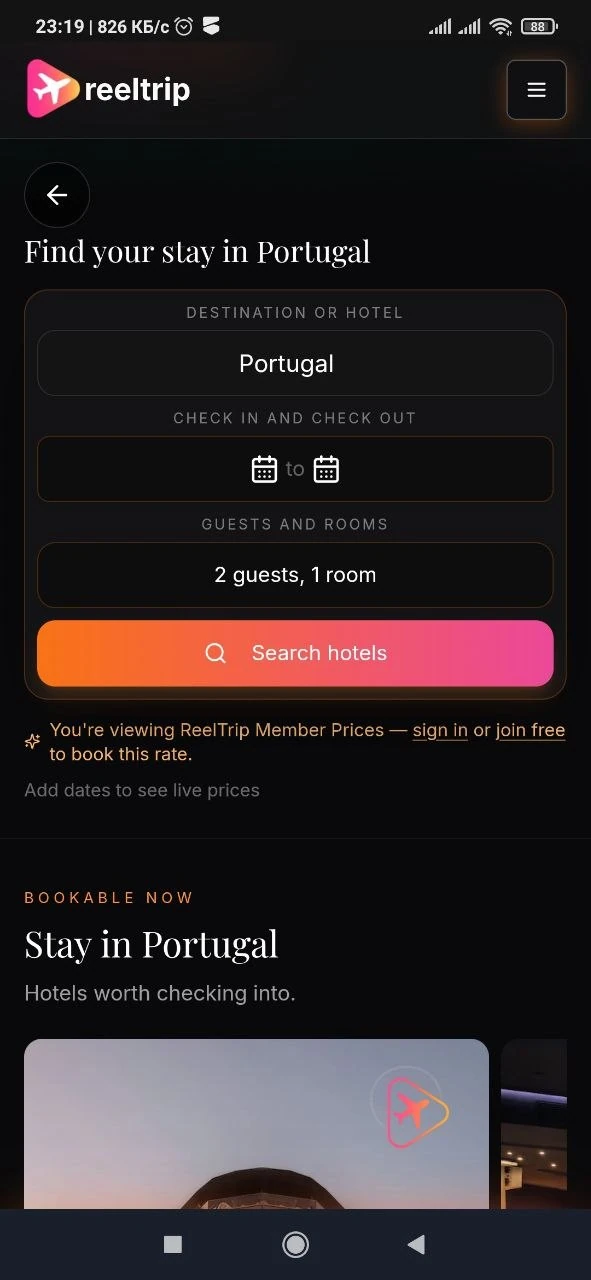 23:19 | 826 КБ/с
88
reeltrip
Find your stay in Portugal
DESTINATION OR HOTEL
Portugal
CHECK IN AND CHECK OUT
to
GUESTS AND ROOMS
2 guests, 1 room
Search hotels
You're viewing ReelTrip Member Prices — sign in or join free
to book this rate.
Add dates to see live prices
BOOKABLE NOW
Stay in Portugal
Hotels worth checking into.